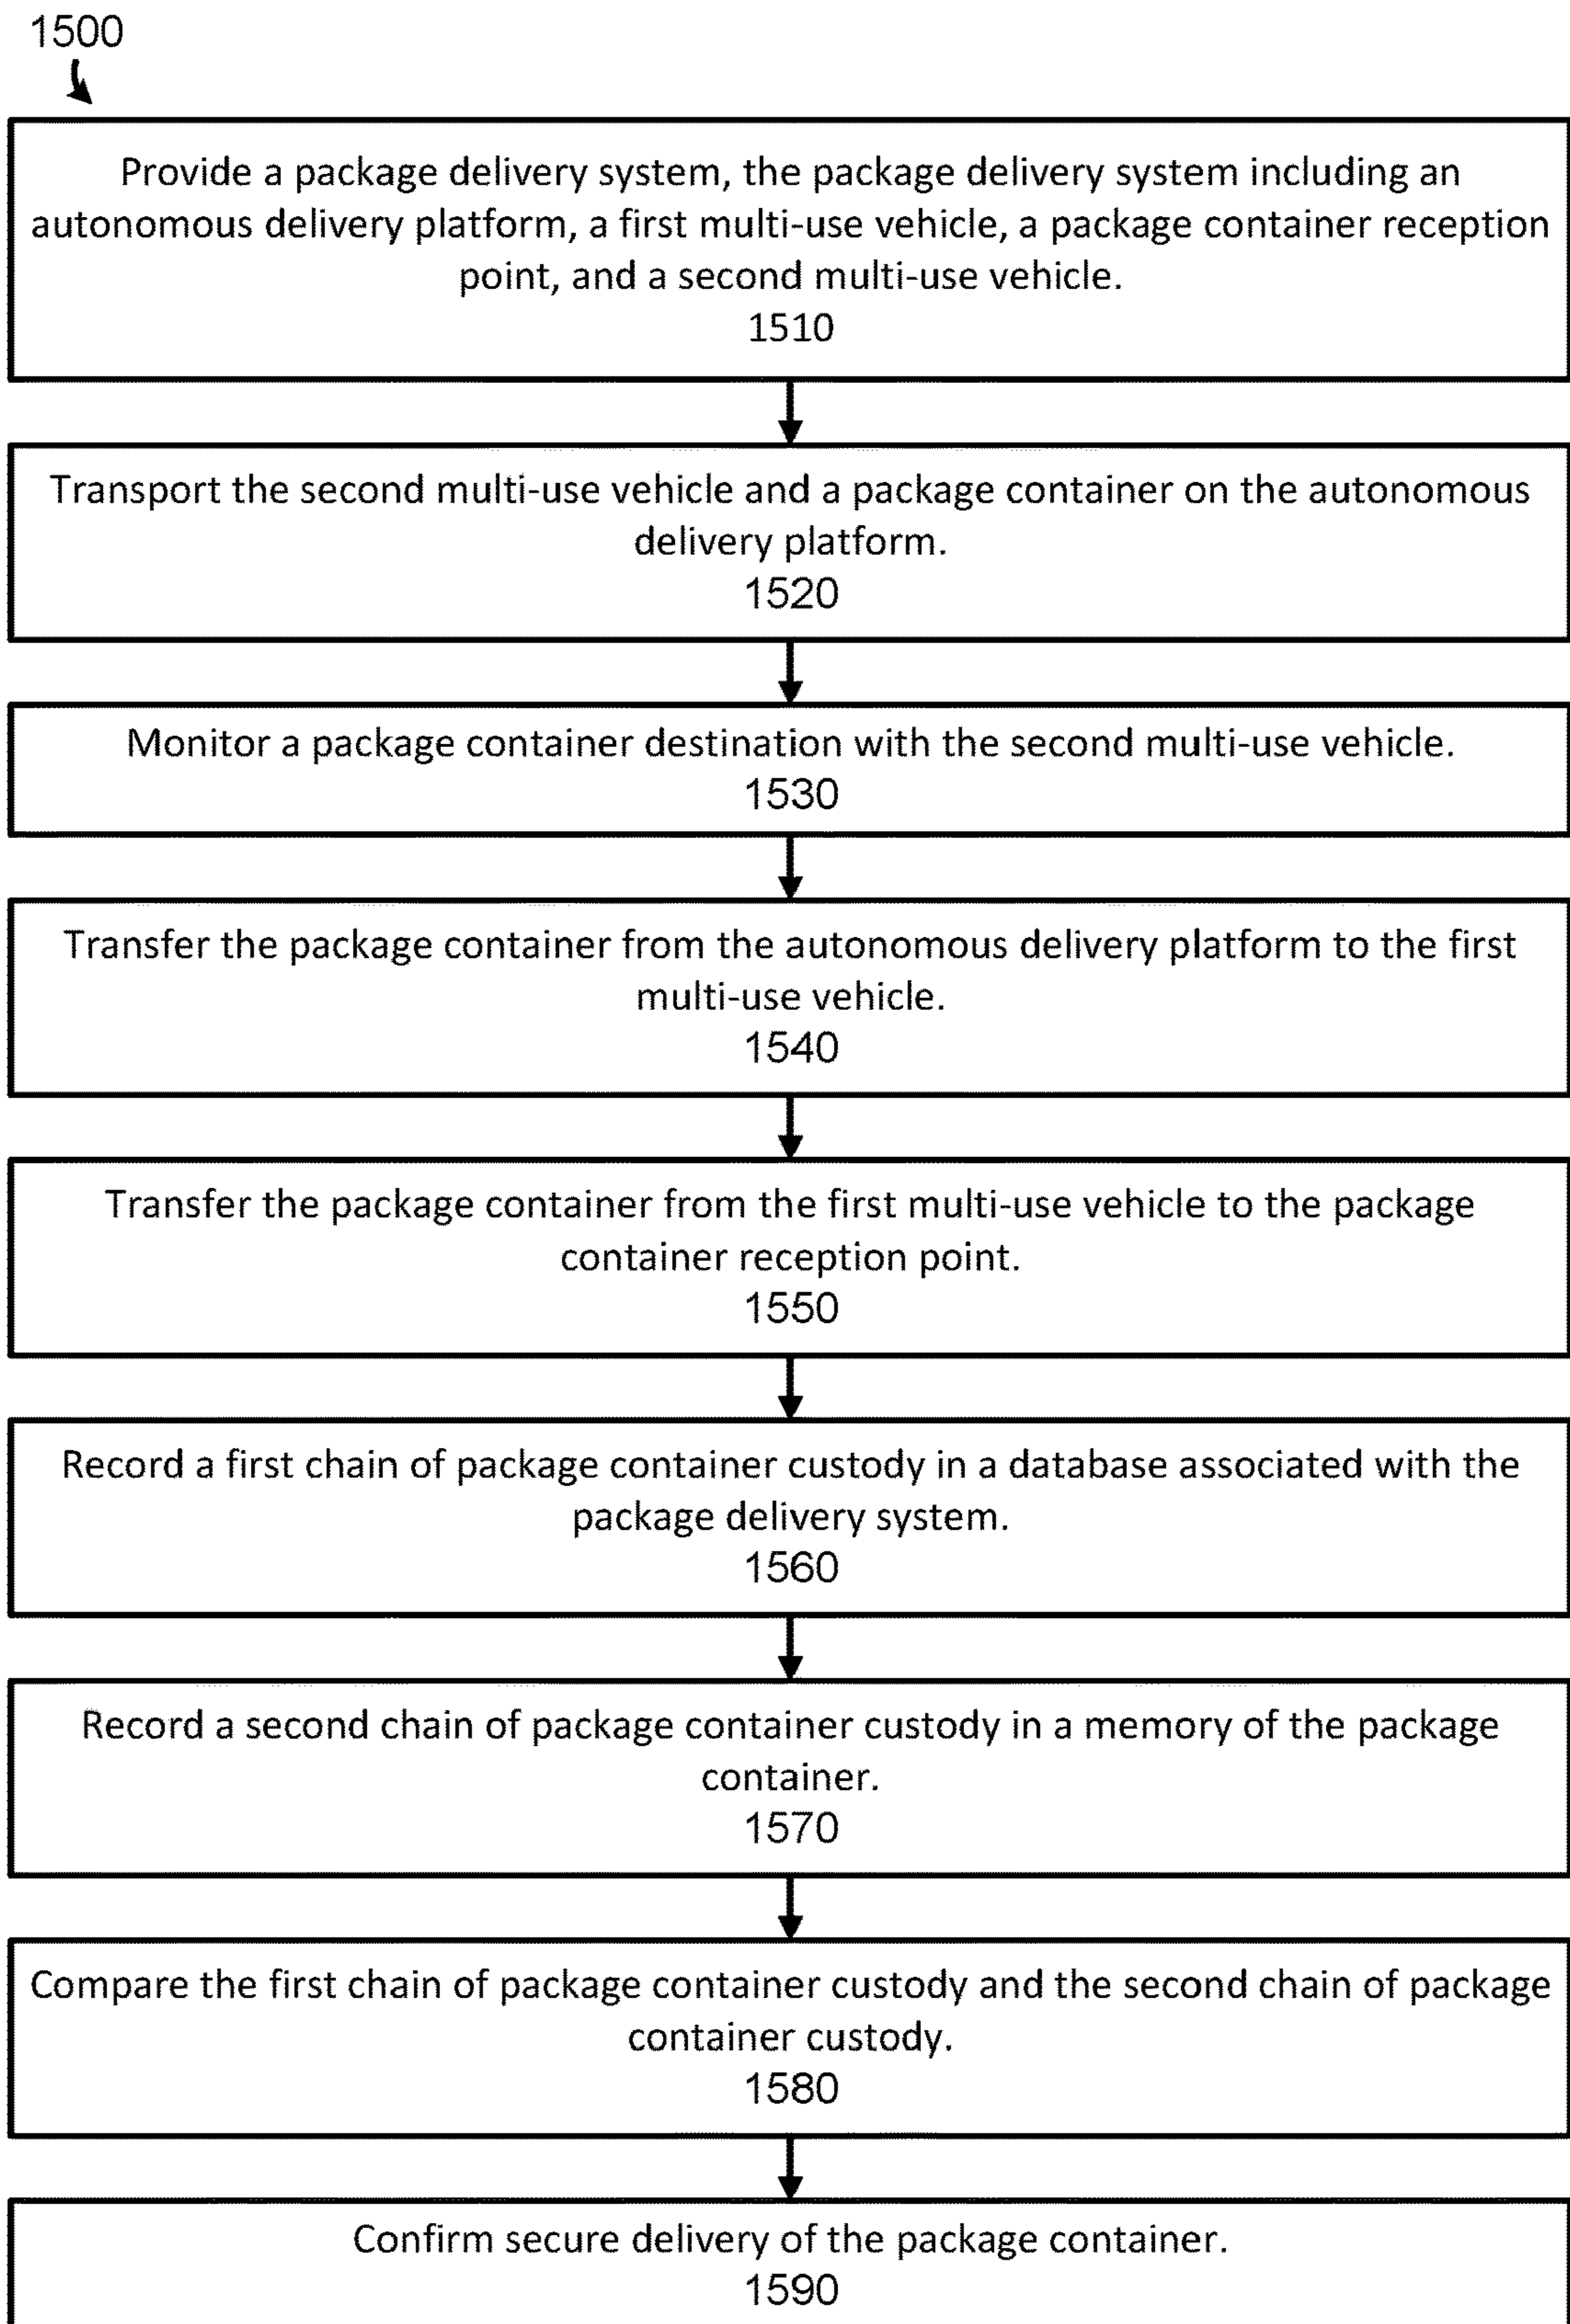 1500
Provide a package delivery system, the package delivery system including an
autonomous delivery platform, a first multi-use vehicle, a package container reception
point, and a second multi-use vehicle.
1510
Transport the second multi-use vehicle and a package container on the autonomous
delivery platform.
1520
Monitor a package container destination with the second multi-use vehicle.
1530
Transfer the package container from the autonomous delivery platform to the first
multi-use vehicle.
1540
Transfer the package container from the first multi-use vehicle to the package
container reception point.
1550
Record a first chain of package container custody in a database associated with the
package delivery system.
1560
Record a second chain of package container custody in a memory of the package
container.
1570
Compare the first chain of package container custody and the second chain of package
container custody.
1580
Confirm secure delivery of the package container.
1590